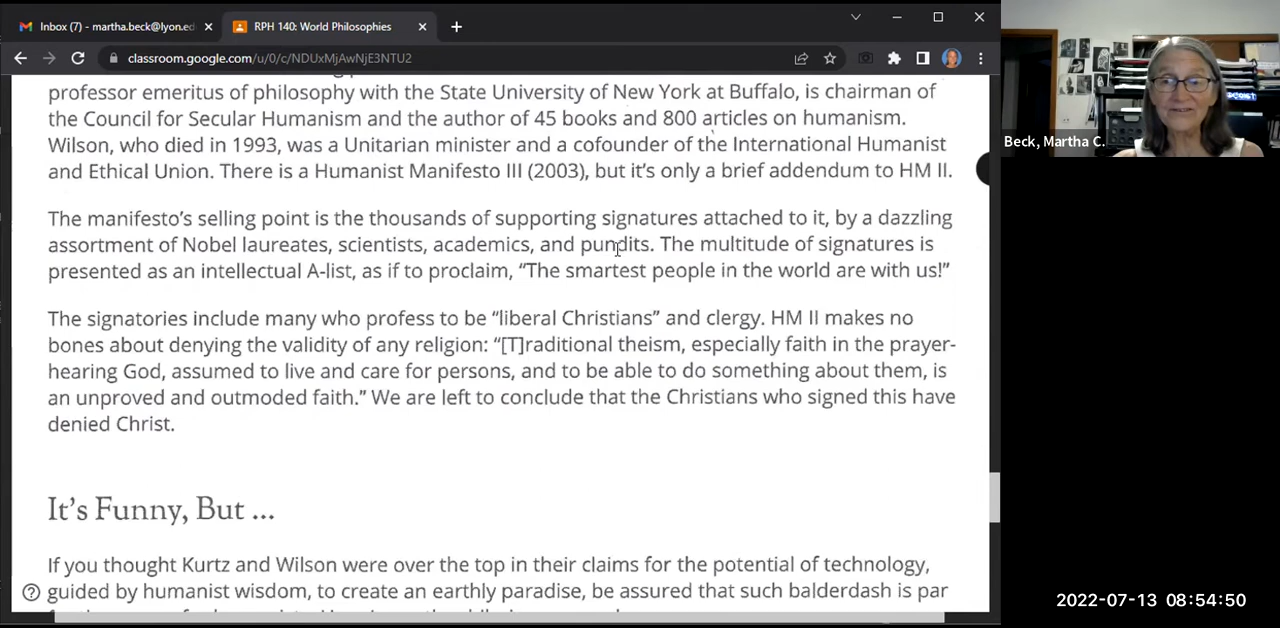 Inbox (7) - martha.beck@lyon.ed
RPH 140: World Philosophies
classroom.google.com/u/0/c/NDUxMjAwNjE3NTU2
professor emeritus of philosophy with the State University of New York at Buffalo, is chairman of
the Council for Secular Humanism and the author of 45 books and 800 articles on humanism.
Wilson, who died in 1993, was a Unitarian minister and a cofounder of the International Humanist
and Ethical Union. There is a Humanist Manifesto III (2003), but it’s only a brief addendum to HM II.
The manifesto’s selling point is the thousands of supporting signatures attached to it, by a dazzling
assortment of Nobel laureates, scientists, academics, and pundits. The multitude of signatures is
presented as an intellectual A-list, as if to proclaim, “The smartest people in the world are with us!”
The signatories include many who profess to be “liberal Christians” and clergy. HM II makes no
bones about denying the validity of any religion: “[T]raditional theism, especially faith in the prayer-
hearing God, assumed to live and care for persons, and to be able to do something about them, is
an unproved and outmoded faith.” We are left to conclude that the Christians who signed this have
denied Christ.
It’s Funny, But ...
If you thought Kurtz and Wilson were over the top in their claims for the potential of technology,
guided by humanist wisdom, to create an earthly paradise, be assured that such balderdash is par
Beck, Martha C.
2022-07-13 08:54:50